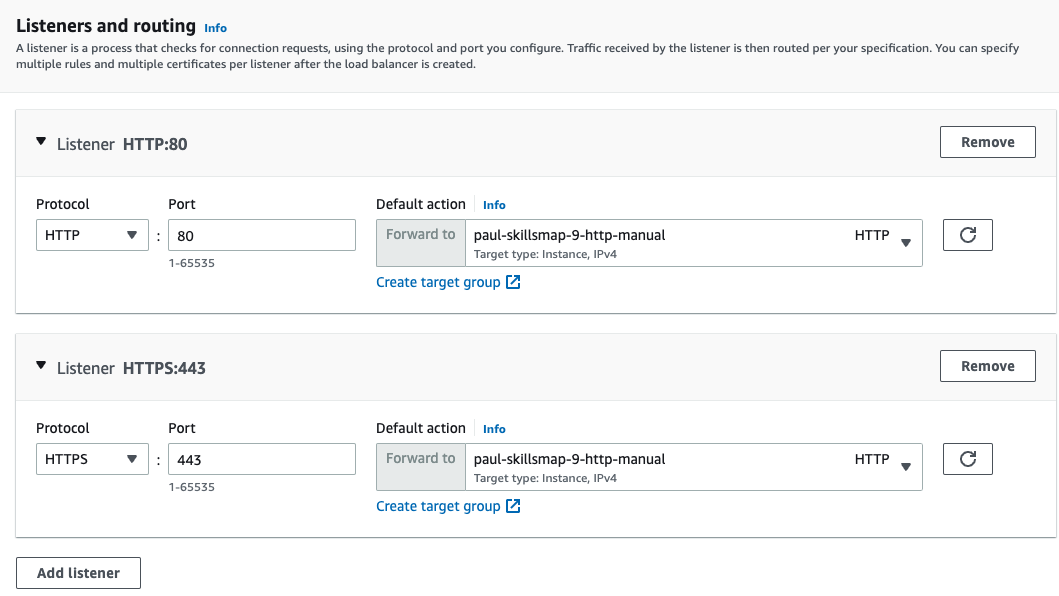 Listeners and routing Info
A listener is a process that checks for connection requests, using the protocol and port you configure. Traffic received by the listener is then routed per your specification. You can specify
multiple rules and multiple certificates per listener after the load balancer is created.
Listener HTTP:80
Remove
Protocol Port Default action Info
HTTP : 80 Forward to paul-skillsmap-9-http-manual HTTP
Target type: Instance, IPv4
1-65535
Create target group
Listener HTTPS:443
Remove
Protocol Port Default action Info
HTTPS : 443 Forward to paul-skillsmap-9-http-manual HTTP
Target type: Instance, IPv4
1-65535
Create target group
Add listener